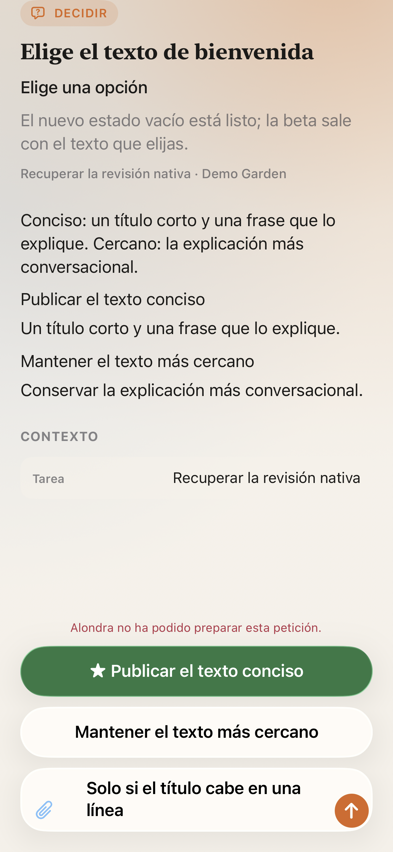 DECIDIR
Elige el texto de bienvenida
Elige una opción
El nuevo estado vacío está listo; la beta sale
con el texto que elijas.
Recuperar la revisión nativa · Demo Garden
Conciso: un título corto y una frase que lo
explique. Cercano: la explicación más
conversacional.
Publicar el texto conciso
Un título corto y una frase que lo explique.
Mantener el texto más cercano
Conservar la explicación más conversacional.
CONTEXTO
Tarea Recuperar la revisión nativa
Alondra no ha podido preparar esta petición.
★ Publicar el texto conciso
Mantener el texto más cercano
Solo si el título cabe en una
línea